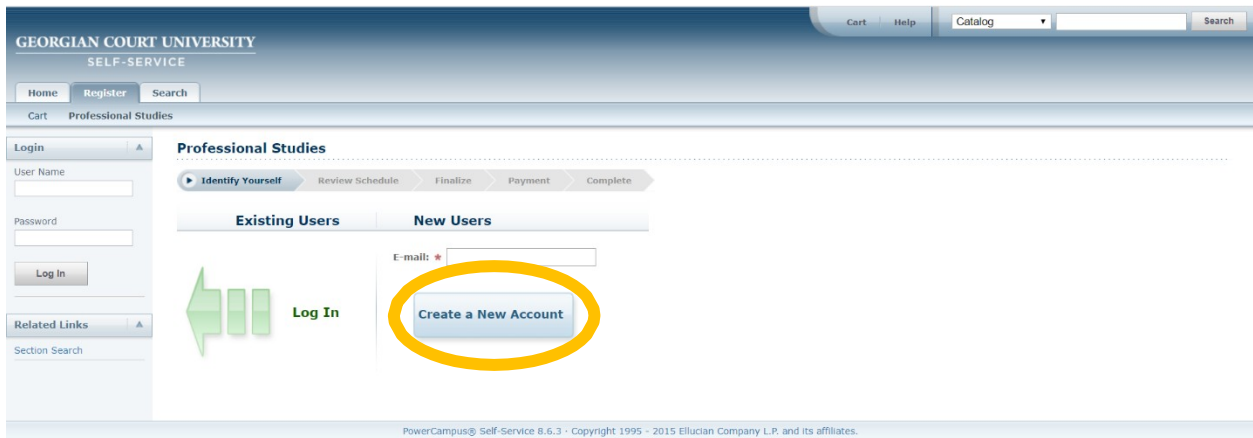 Cart Help Catalog Search
GEORGIAN COURT UNIVERSITY
SELF-SERVICE
Home Register Search
Cart Professional Studies
Login
User Name
Password
Log In
Related Links
Section Search
Professional Studies
Identify Yourself Review Schedule Finalize Payment Complete
Existing Users New Users
E-mail: *
Log In
Create a New Account
PowerCampus® Self-Service 8.6.3 · Copyright 1995 - 2015 Ellucian Company L.P. and its affiliates.